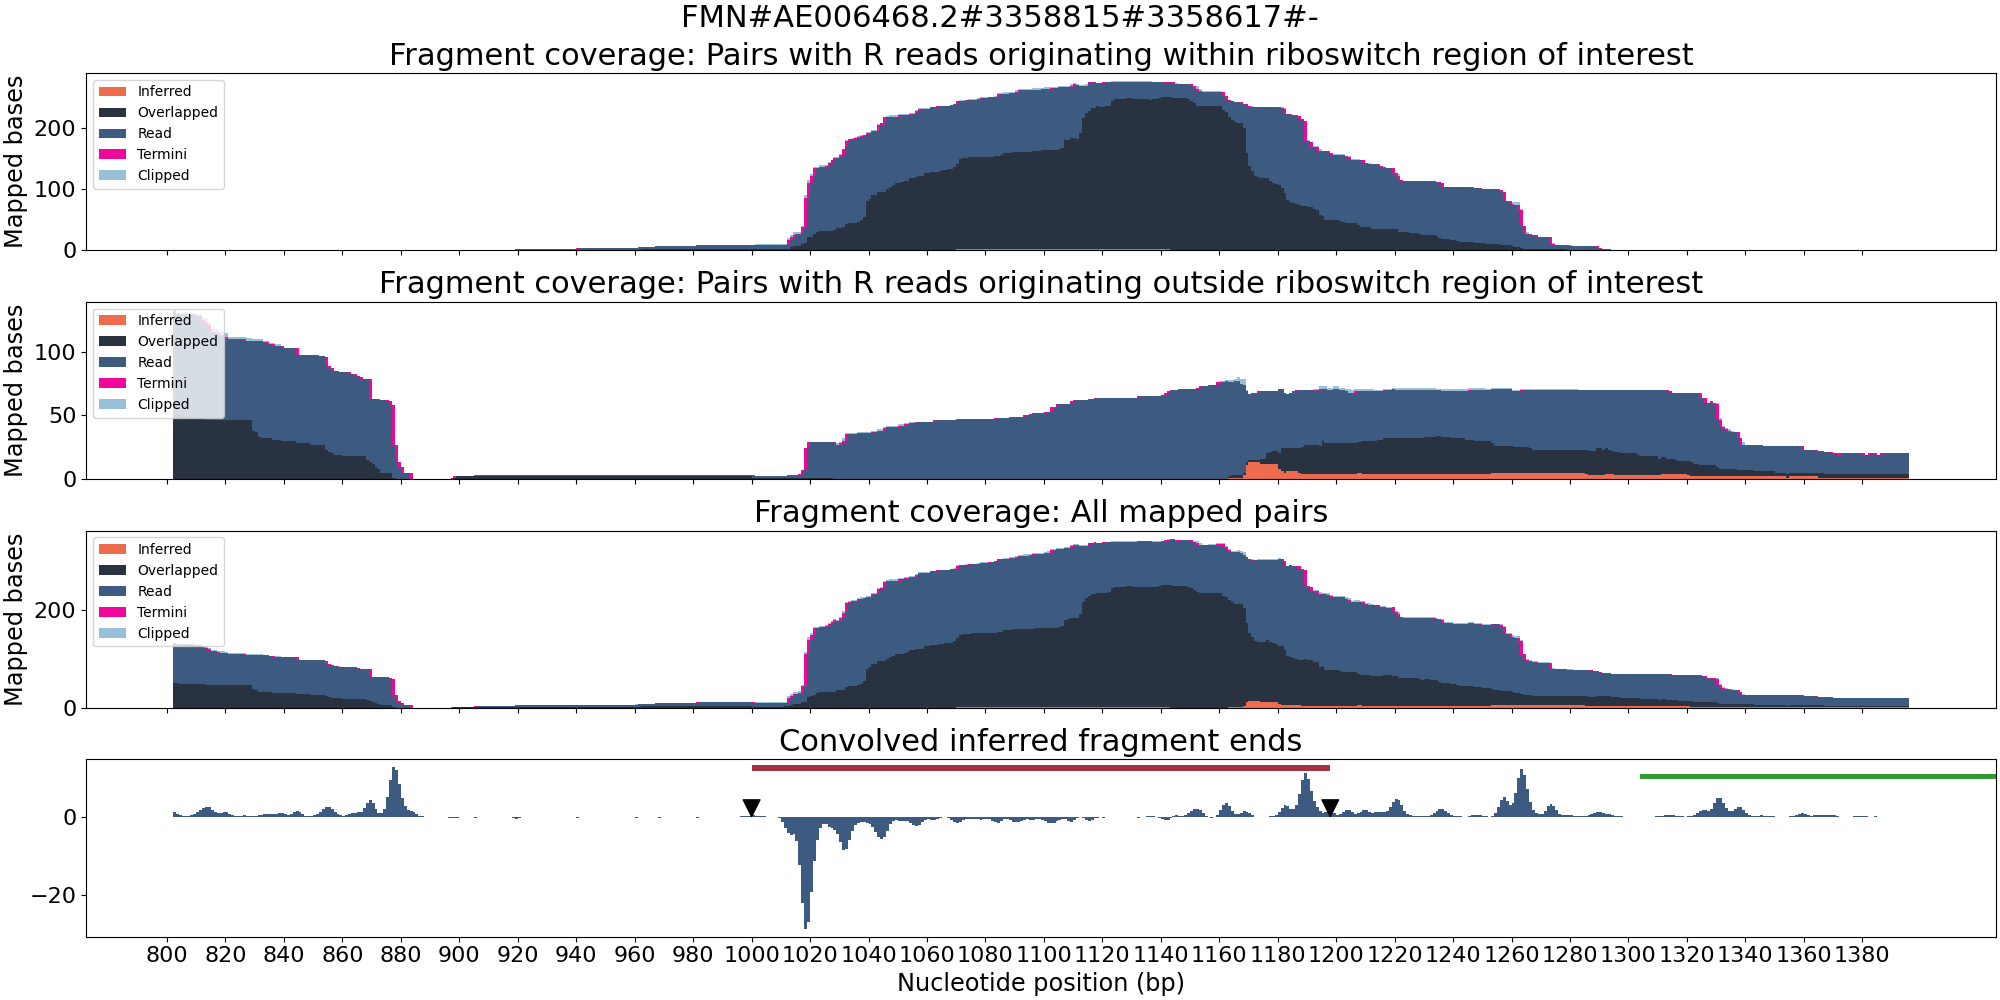 FMN#AE006468.2#3358815#3358617#-
Fragment coverage: Pairs with R reads originating within riboswitch region of interest
Mapped bases
200
100
0
Inferred
Overlapped
Read
Termini
Clipped
Fragment coverage: Pairs with R reads originating outside riboswitch region of interest
Mapped bases
100
50
0
Inferred
Overlapped
Read
Termini
Clipped
Fragment coverage: All mapped pairs
Mapped bases
200
0
Inferred
Overlapped
Read
Termini
Clipped
Convolved inferred fragment ends
0
−20
800 820 840 860 880 900 920 940 960 980 1000 1020 1040 1060 1080 1100 1120 1140 1160 1180 1200 1220 1240 1260 1280 1300 1320 1340 1360 1380
Nucleotide position (bp)